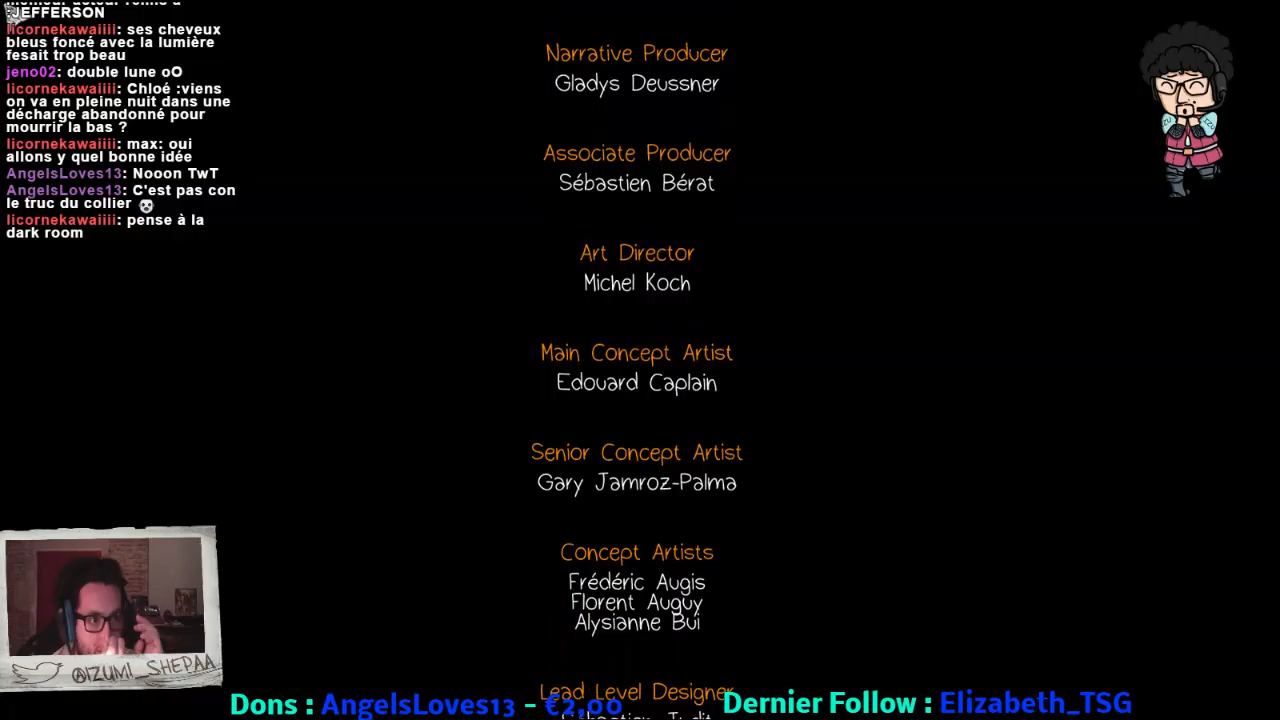 JEFFERSON
licornekawaiiii: ses cheveux
bleus foncé avec la lumière
fesait trop beau
jeno02: double lune oO
licornekawaiiii: Chloé :viens
on va en pleine nuit dans une
décharge abandonné pour
mourrir la bas ?
licornekawaiiii: max: oui
allons y quel bonne idée
AngelsLoves13: Nooon TwT
AngelsLoves13: C'est pas con
le truc du collier
licornekawaiiii: pense à la
dark room
Narrative Producer
Gladys Deussner
Associate Producer
Sébastien Bérat
Art Director
Michel Koch
Main Concept Artist
Edouard Caplain
Senior Concept Artist
Gary Jamroz-Palma
Concept Artists
Frédéric Augis
Florent Auguy
Alysianne Bui
Lead Level Designer
@IZUMI_SHEPAA
Dons : AngelsLoves13 - €2,00
Dernier Follow : Elizabeth_TSG